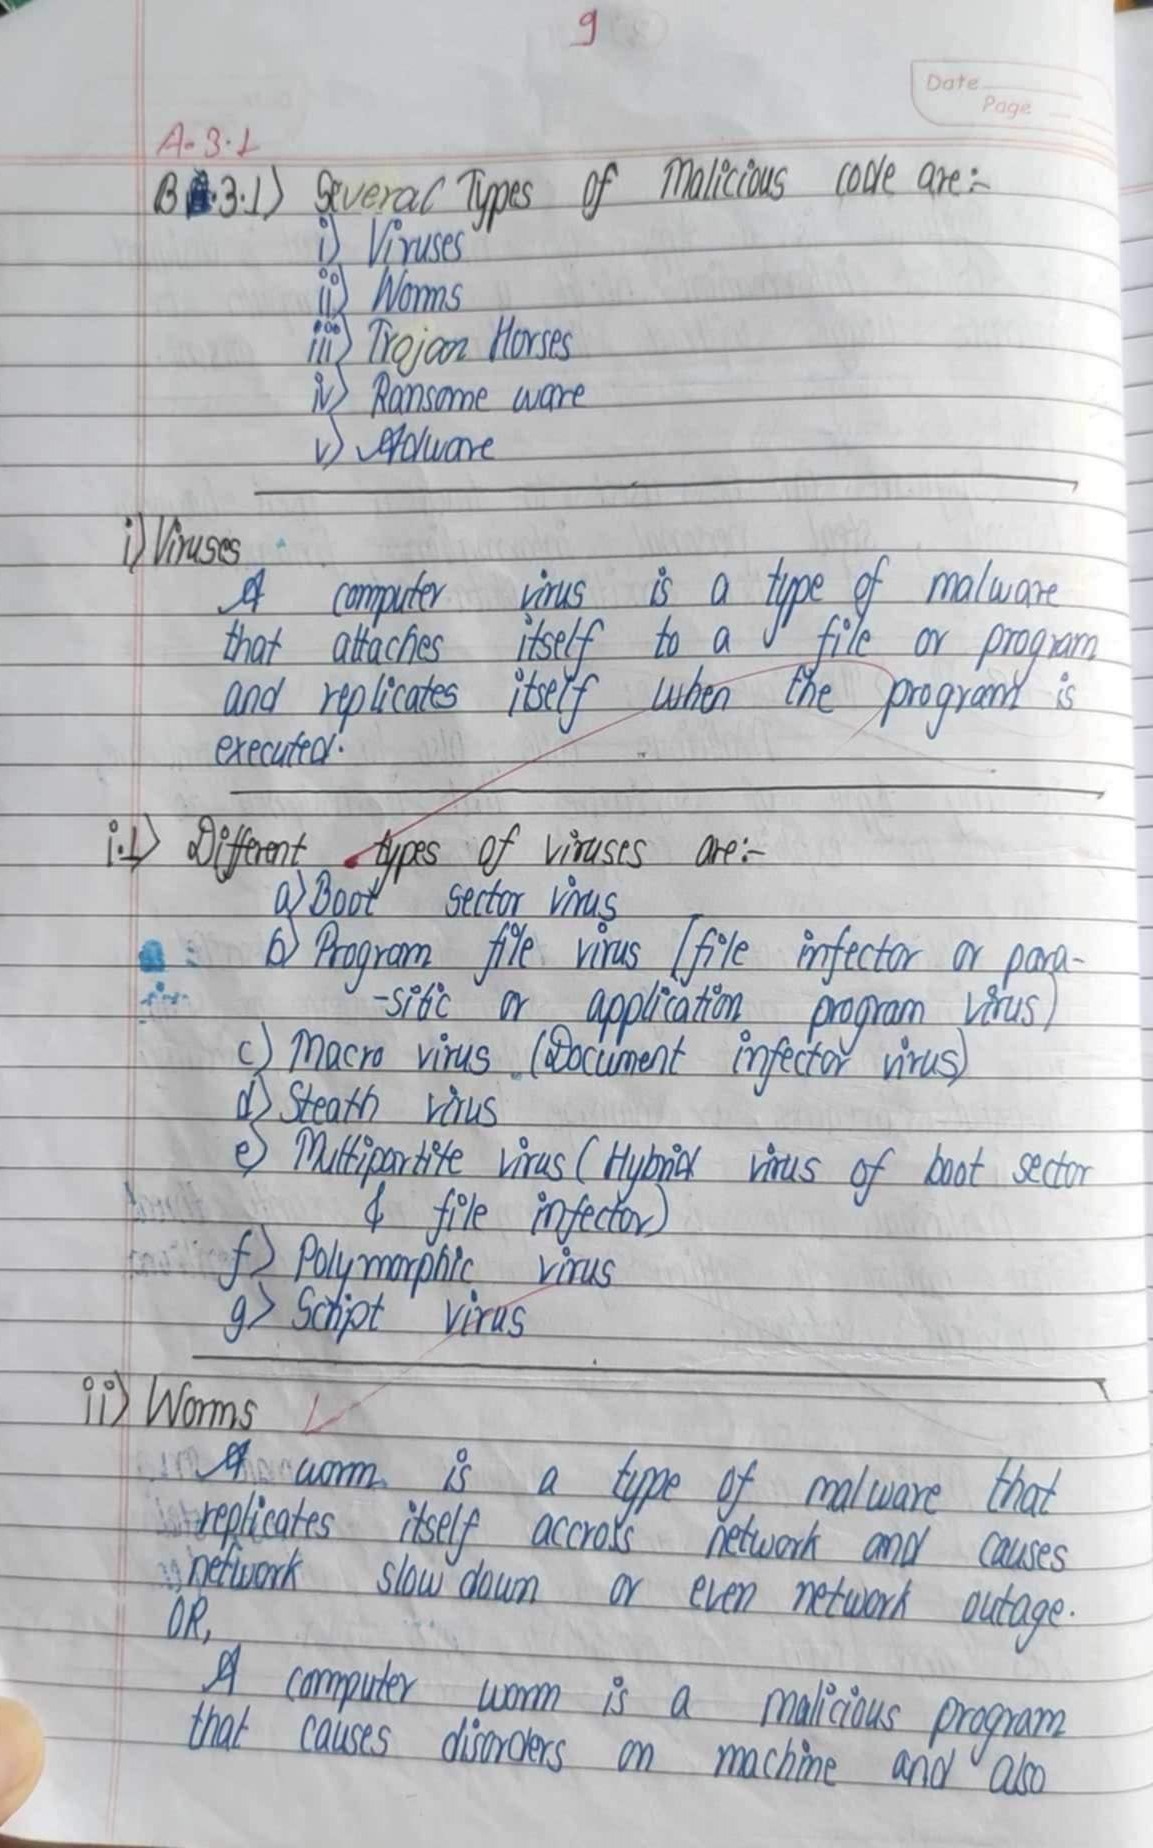 9
Date
Page
A-3.1
B 3.1) Several Types of Malicious code are:-
i) Viruses
ii) Worms
iii) Trojan Horses
iv) Ransome ware
v) Adware
i) Viruses
A computer virus is a type of malware
that attaches itself to a file or program
and replicates itself when the program is
executed.
i.1) Different types of viruses are:-
a) Boot sector virus
b) Program file virus [file infector or para-
-sitic or application program virus)
c) Macro virus (Document infector virus)
d) Steath virus
e) Multipartite virus (Hybrid virus of boot sector
& file infector)
f) Polymorphic virus
g) Script virus
ii) Worms
A worm is a type of malware that
replicates itself accross network and causes
network slow down or even network outage.
OR,
A computer worm is a malicious program
that causes disorders on machine and also